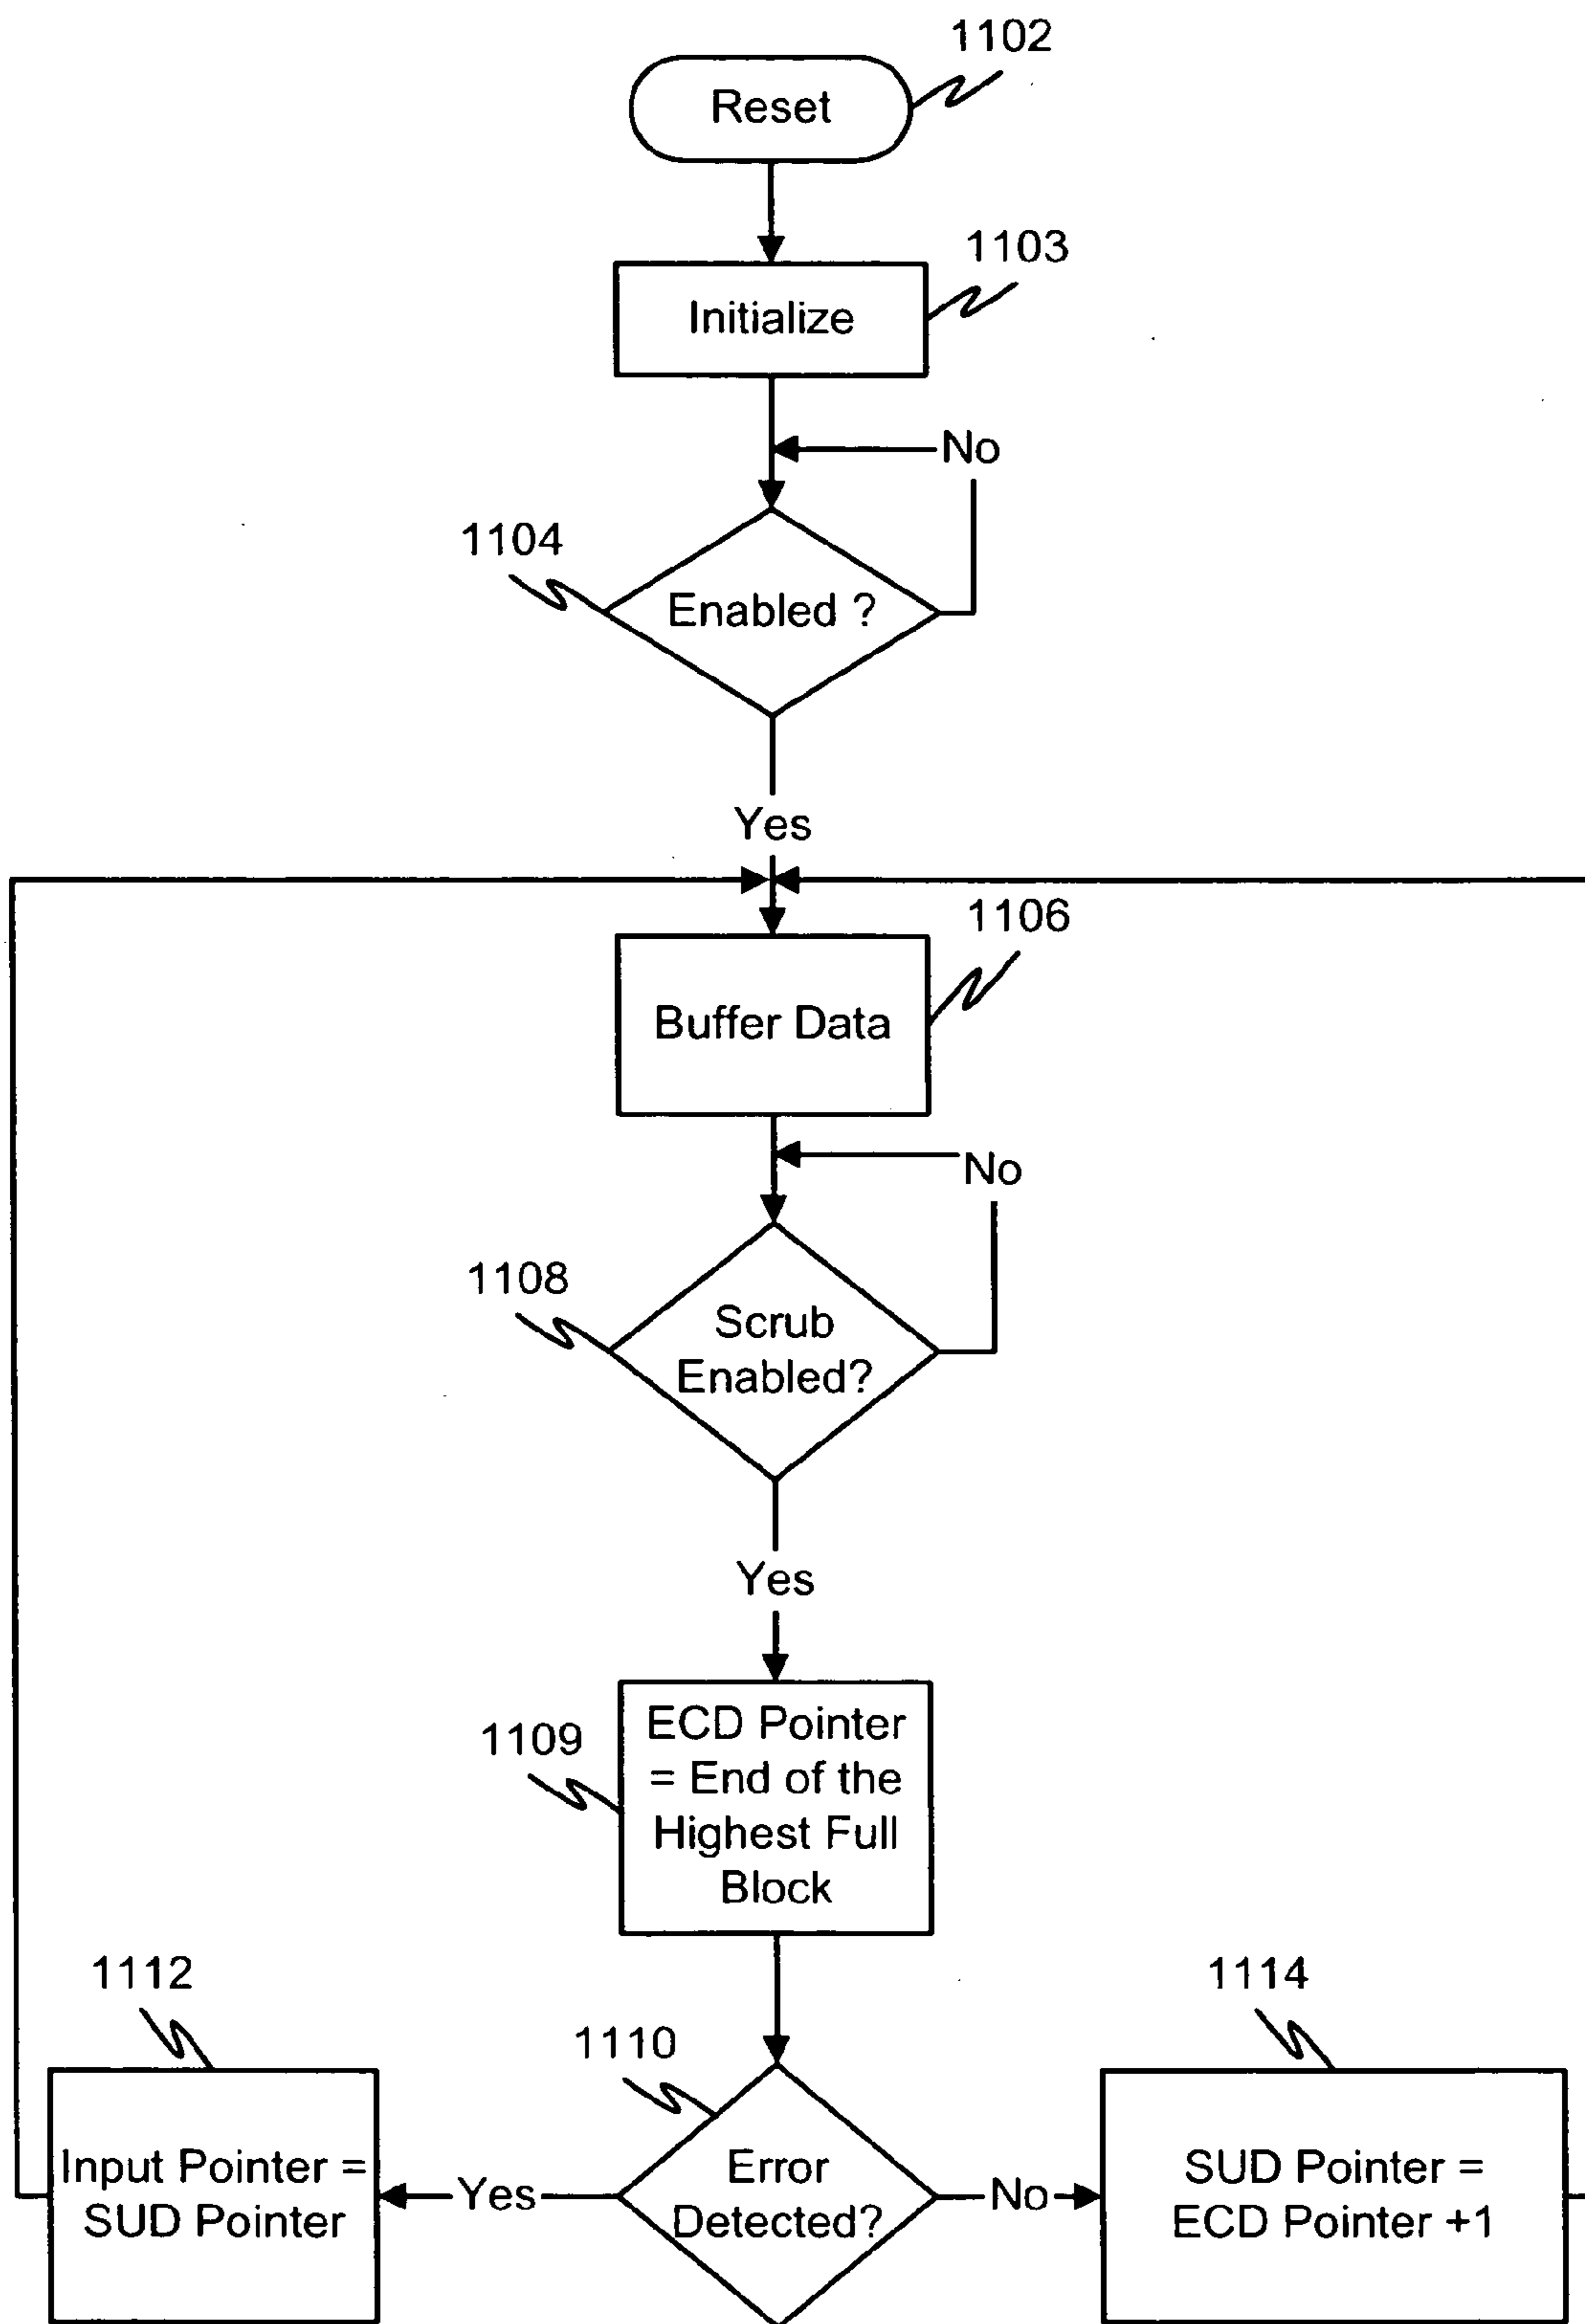 1102
Reset
1103
Initialize
No
1104
Enabled ?
Yes
1106
Buffer Data
No
1108
Scrub
Enabled?
Yes
1109
ECD Pointer
= End of the
Highest Full
Block
1112
1114
1110
Input Pointer =
SUD Pointer
Yes
Error
Detected?
No
SUD Pointer =
ECD Pointer +1